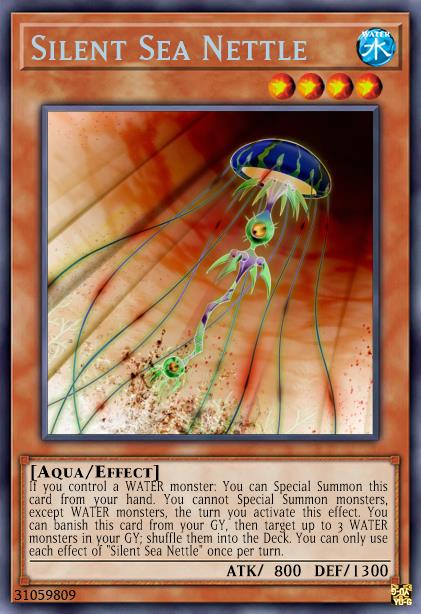 Silent Sea Nettle
WATER
水
[Aqua/Effect]
If you control a WATER monster: You can Special Summon this
card from your hand. You cannot Special Summon monsters,
except WATER monsters, the turn you activate this effect. You
can banish this card from your GY, then target up to 3 WATER
monsters in your GY; shuffle them into the Deck. You can only use
each effect of "Silent Sea Nettle" once per turn.
ATK/ 800 DEF/1300
31059809